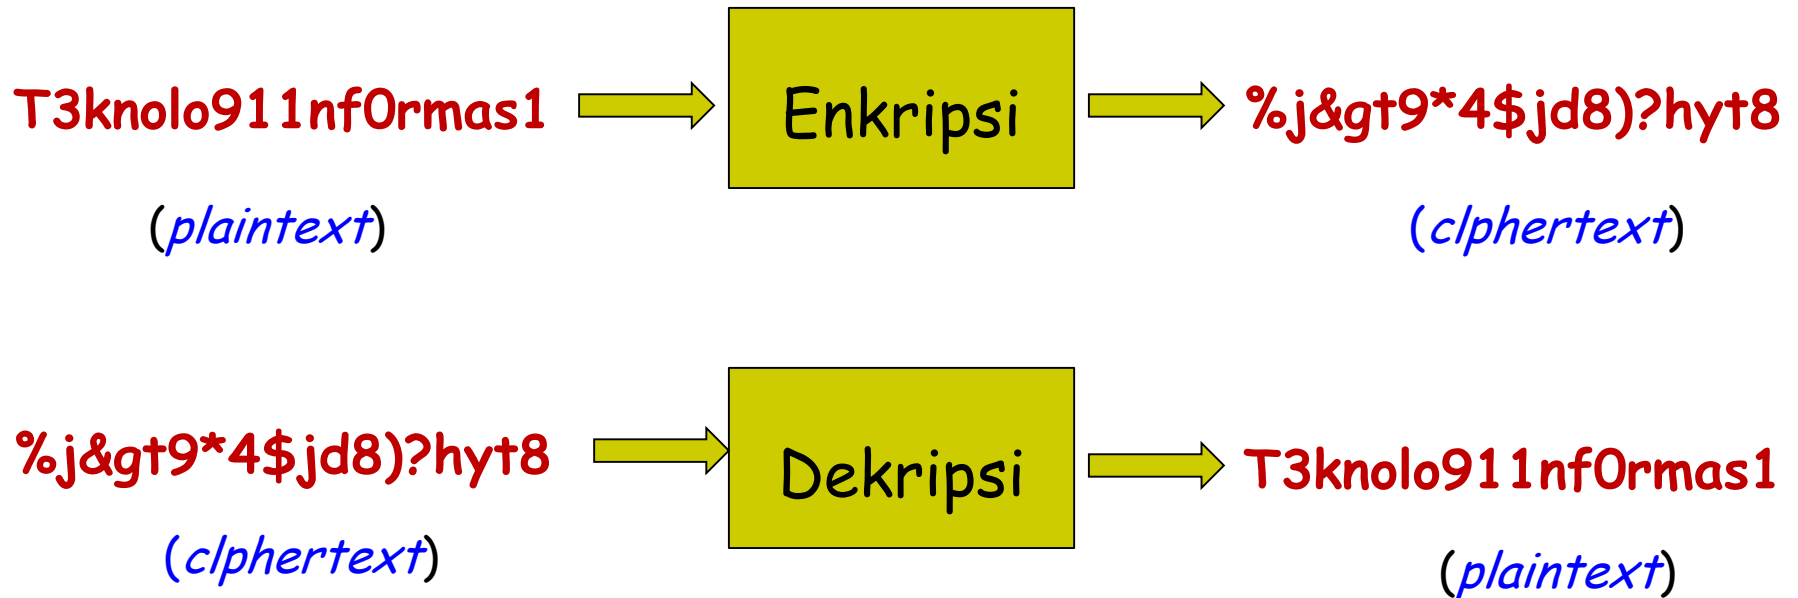 T3knolo911nf0rmas1 Enkripsi %j&gt9*4$jd8)?hyt8
(plaintext) (clphertext)
%j&gt9*4$jd8)?hyt8 Dekripsi T3knolo911nf0rmas1
(clphertext) (plaintext)